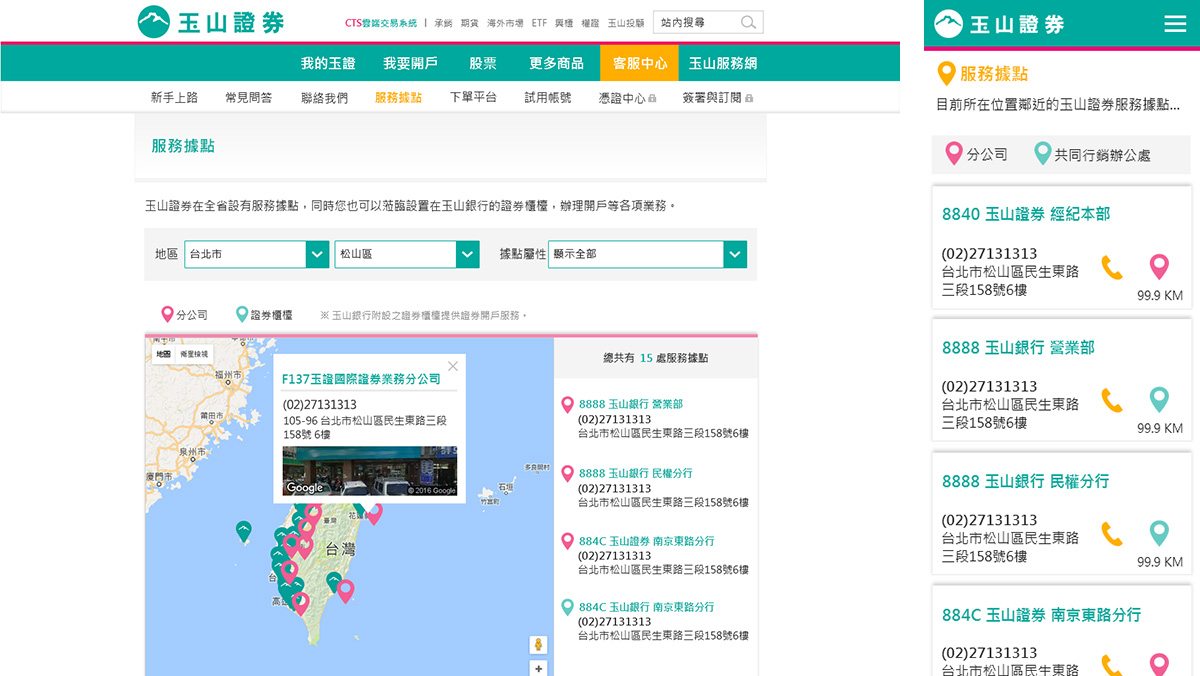 玉山證券
CTS雲端交易系統 | 承銷 期貨 海外市場 ETF 興櫃 權證 玉山投顧
站內搜尋
我的玉證 我要開戶 股票 更多商品 客服中心 玉山服務網
新手上路 常見問答 聯絡我們 服務據點 下單平台 試用帳號 憑證中心 簽署與訂閱
服務據點
玉山證券在全省設有服務據點，同時您也可以蒞臨設置在玉山銀行的證券櫃檯，辦理開戶等各項業務。
地區 台北市 松山區 據點屬性 顯示全部
分公司 證券櫃檯 ※ 玉山銀行附設之證券櫃檯提供證券開戶服務。
地圖 衛星檢視
福州市
莆田市
泉州市
廈門市
F137玉證國際證券業務分公司
(02)27131313
105-96 台北市松山區民生東路三段
158號 6樓
Google
© 2016 Google
多良間村
石垣
竹富町
臺灣
花蓮
台灣
台
高
總共有 15 處服務據點
8888 玉山銀行 營業部
(02)27131313
台北市松山區民生東路三段158號6樓
8888 玉山銀行 民權分行
(02)27131313
台北市松山區民生東路三段158號6樓
884C 玉山證券 南京東路分行
(02)27131313
台北市松山區民生東路三段158號6樓
884C 玉山銀行 南京東路分行
(02)27131313
台北市松山區民生東路三段158號6樓
玉山證券
服務據點
目前所在位置鄰近的玉山證券服務據點...
分公司 共同行銷辦公處
8840 玉山證券 經紀本部
(02)27131313
台北市松山區民生東路
三段158號6樓
99.9 KM
8888 玉山銀行 營業部
(02)27131313
台北市松山區民生東路
三段158號6樓
99.9 KM
8888 玉山銀行 民權分行
(02)27131313
台北市松山區民生東路
三段158號6樓
99.9 KM
884C 玉山證券 南京東路分行
(02)27131313
台北市松山區民生東路